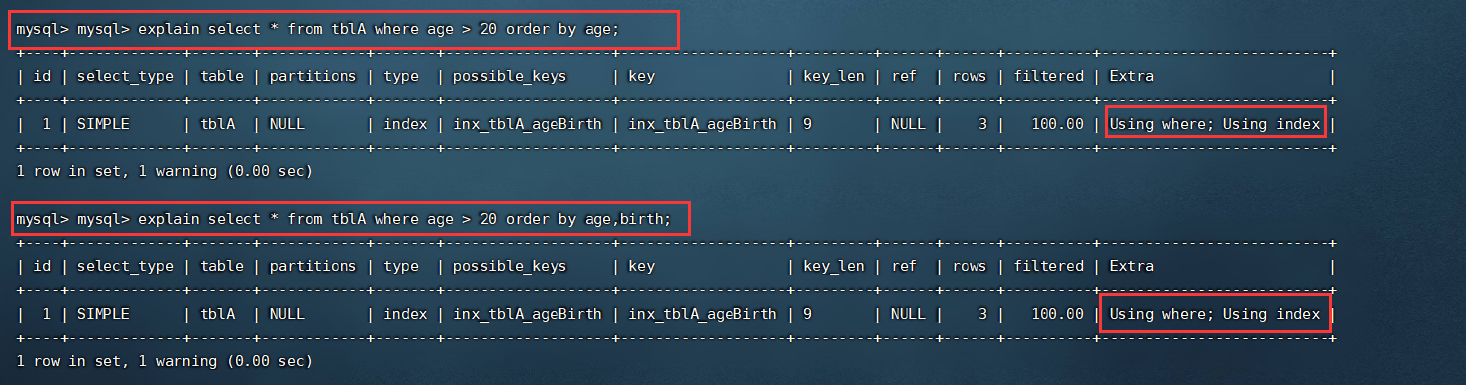 mysql> mysql> explain select * from tblA where age > 20 order by age;
+----+-------------+-------+------------+-------+------------------+------------------+---------+------+------+----------+--------------------------+
| id | select_type | table | partitions | type  | possible_keys    | key              | key_len | ref  | rows | filtered | Extra                    |
+----+-------------+-------+------------+-------+------------------+------------------+---------+------+------+----------+--------------------------+
|  1 | SIMPLE      | tblA  | NULL       | index | inx_tblA_ageBirth | inx_tblA_ageBirth | 9       | NULL |    3 |   100.00 | Using where; Using index |
+----+-------------+-------+------------+-------+------------------+------------------+---------+------+------+----------+--------------------------+
1 row in set, 1 warning (0.00 sec)
mysql> mysql> explain select * from tblA where age > 20 order by age,birth;
+----+-------------+-------+------------+-------+------------------+------------------+---------+------+------+----------+--------------------------+
| id | select_type | table | partitions | type  | possible_keys    | key              | key_len | ref  | rows | filtered | Extra                    |
+----+-------------+-------+------------+-------+------------------+------------------+---------+------+------+----------+--------------------------+
|  1 | SIMPLE      | tblA  | NULL       | index | inx_tblA_ageBirth | inx_tblA_ageBirth | 9       | NULL |    3 |   100.00 | Using where; Using index |
+----+-------------+-------+------------+-------+------------------+------------------+---------+------+------+----------+--------------------------+
1 row in set, 1 warning (0.00 sec)